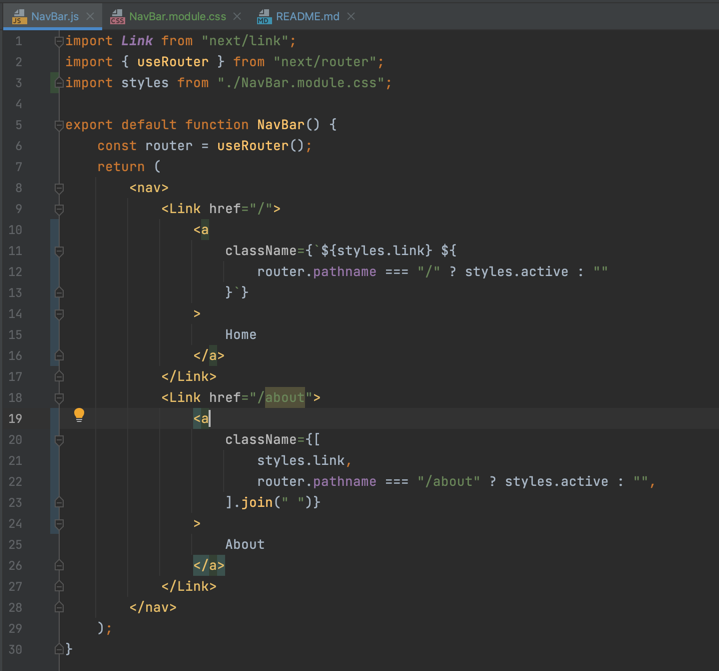 NavBar.js NavBar.module.css README.md
1 import Link from "next/link";
2 import { useRouter } from "next/router";
3 import styles from "./NavBar.module.css";
4
5 export default function NavBar() {
6     const router = useRouter();
7     return (
8         <nav>
9             <Link href="/">
10                 <a
11                     className={`${styles.link} ${
12                         router.pathname === "/" ? styles.active : ""
13                     }`}
14                 >
15                     Home
16                 </a>
17             </Link>
18             <Link href="/about">
19                 <a
20                     className={[
21                         styles.link,
22                         router.pathname === "/about" ? styles.active : "",
23                     ].join(" ")}
24                 >
25                     About
26                 </a>
27             </Link>
28         </nav>
29     );
30 }